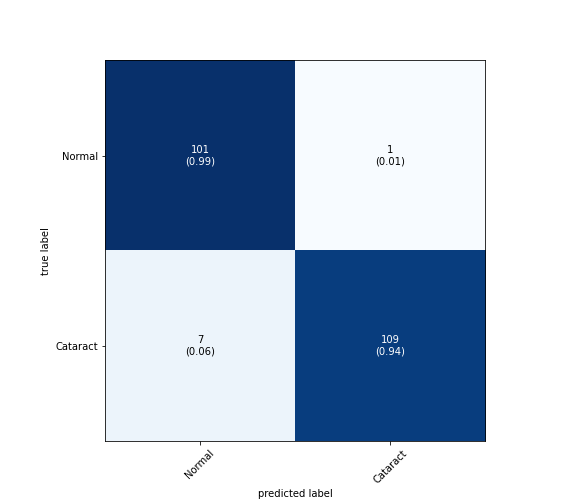 true label
Normal
101
(0.99)
1
(0.01)
Cataract
7
(0.06)
109
(0.94)
Normal
Cataract
predicted label